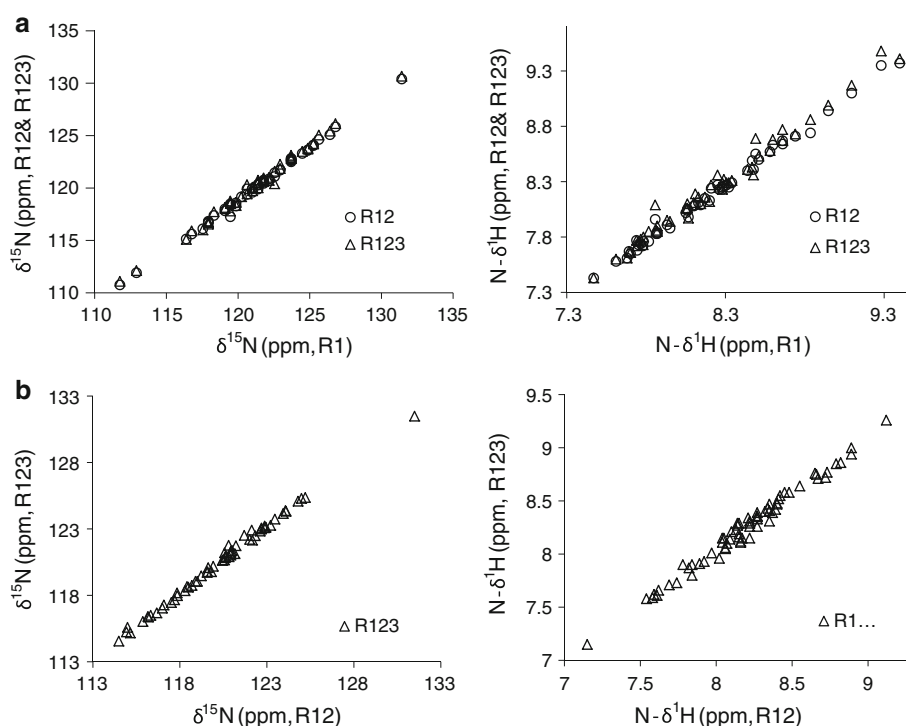 a
δ¹⁵N (ppm, R12& R123)
135
130
125
120
115
110
110 115 120 125 130 135
δ¹⁵N (ppm, R1)
R12
R123
N-δ¹H (ppm, R12& R123)
9.3
8.8
8.3
7.8
7.3
7.3 8.3 9.3
N-δ¹H (ppm, R1)
R12
R123
b
δ¹⁵N (ppm, R123)
133
128
123
118
113
113 118 123 128 133
δ¹⁵N (ppm, R12)
R123
N-δ¹H (ppm, R123)
9.5
9
8.5
8
7.5
7
7 7.5 8 8.5 9
N-δ¹H (ppm, R12)
R1...